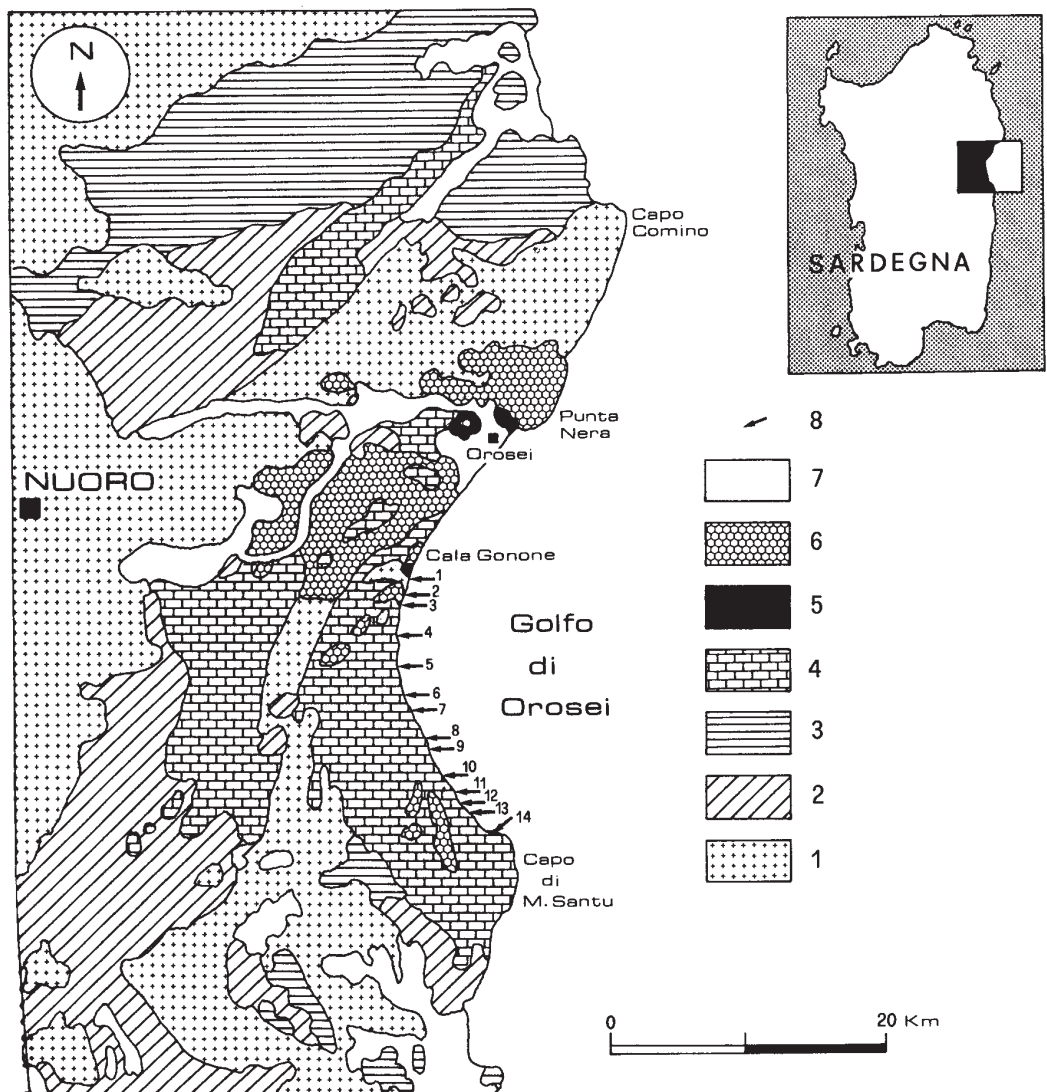 N
SARDEGNA
Capo
Comino
Punta
Nera
Orosei
NUORO
Cala Gonone
Golfo
di
Orosei
1
2
3
4
5
6
7
8
9
10
11
12
13
14
Capo
di
M. Santu
8
7
6
5
4
3
2
1
0
20 Km